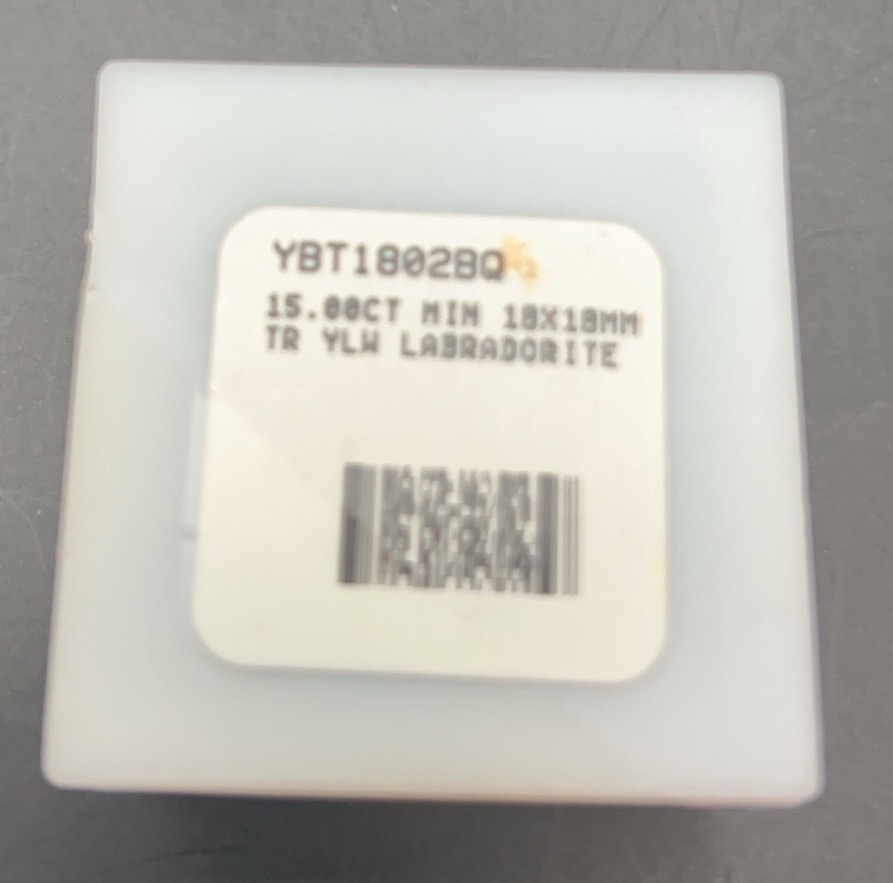 YBT1802BQ
15.00CT MIN 18X18MM
TR YLW LABRADORITE